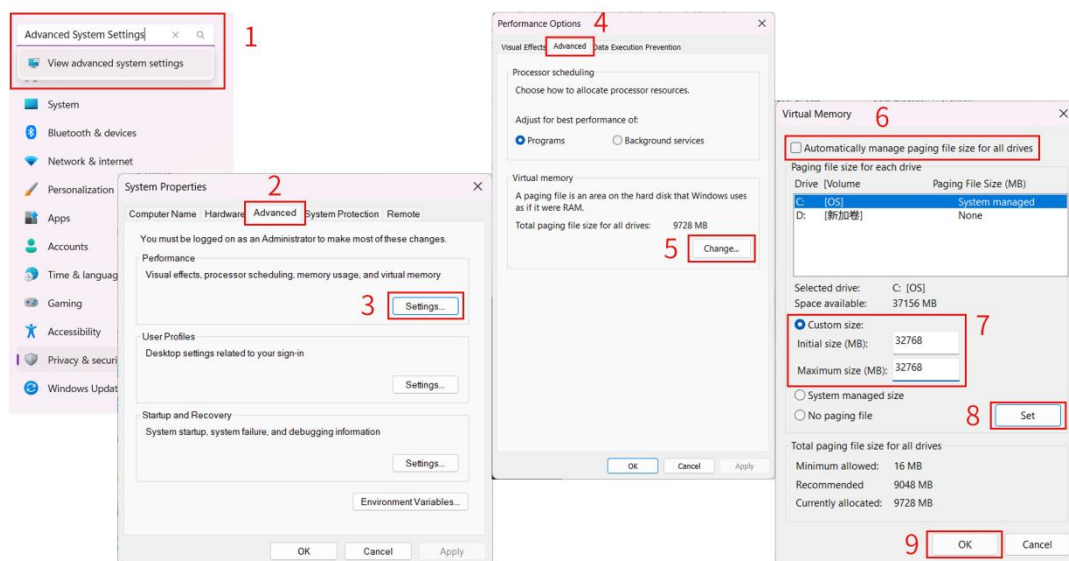 Advanced System Settings
1
View advanced system settings
System
Bluetooth & devices
Network & internet
Personalization
Apps
Accounts
Time & languag
Gaming
Accessibility
Privacy & securi
Windows Updat
System Properties
2
Computer Name Hardware Advanced System Protection Remote
You must be logged on as an Administrator to make most of these changes.
Performance
Visual effects, processor scheduling, memory usage, and virtual memory
3
Settings...
User Profiles
Desktop settings related to your sign-in
Settings...
Startup and Recovery
System startup, system failure, and debugging information
Settings...
Environment Variables...
OK Cancel Apply
Performance Options
4
Visual Effects Advanced Data Execution Prevention
Processor scheduling
Choose how to allocate processor resources.
Adjust for best performance of:
Programs Background services
Virtual memory
A paging file is an area on the hard disk that Windows uses
as if it were RAM.
Total paging file size for all drives: 9728 MB
5
Change...
OK Cancel Apply
Virtual Memory
6
Automatically manage paging file size for all drives
Paging file size for each drive
Drive [Volume Paging File Size (MB)
C: [OS] System managed
D: [新加卷] None
Selected drive: C: [OS]
Space available: 37156 MB
Custom size:
7
Initial size (MB): 32768
Maximum size (MB): 32768
System managed size
No paging file
8
Set
Total paging file size for all drives
Minimum allowed: 16 MB
Recommended 9048 MB
Currently allocated: 9728 MB
9
OK Cancel